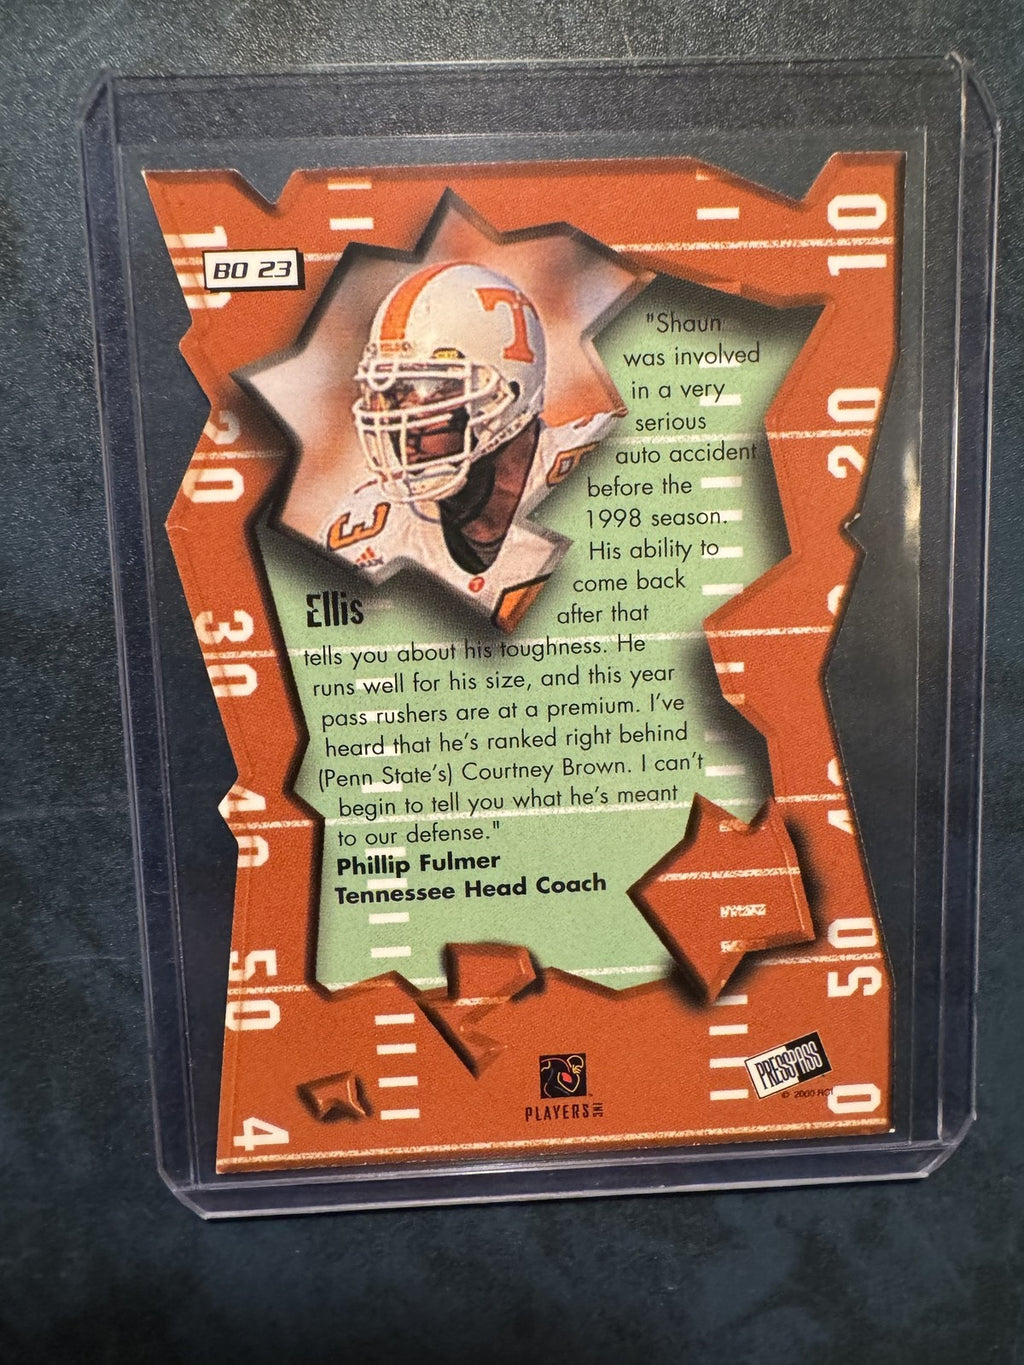 BO 23
"Shaun
was involved
in a very
serious
auto accident
before the
1998 season.
His ability to
come back
after that
Ellis
tells you about his toughness. He
runs well for his size, and this year
pass rushers are at a premium. I've
heard that he's ranked right behind
(Penn State's) Courtney Brown. I can't
begin to tell you what he's meant
to our defense."
Phillip Fulmer
Tennessee Head Coach
10
20
30
40
50
4
10
20
50
0
T
3
PLAYERS INC
PRESS PASS
© 2000 RCI